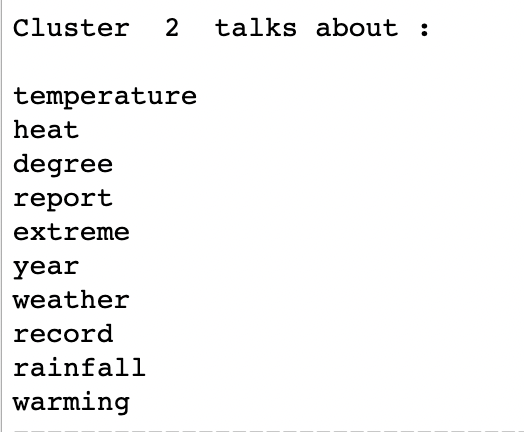 Cluster  2  talks about :
temperature
heat
degree
report
extreme
year
weather
record
rainfall
warming